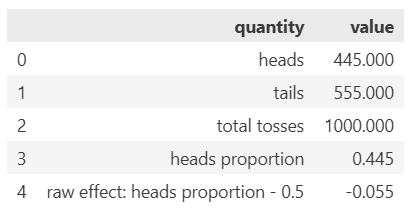 quantity value
0 heads 445.000
1 tails 555.000
2 total tosses 1000.000
3 heads proportion 0.445
4 raw effect: heads proportion - 0.5 -0.055